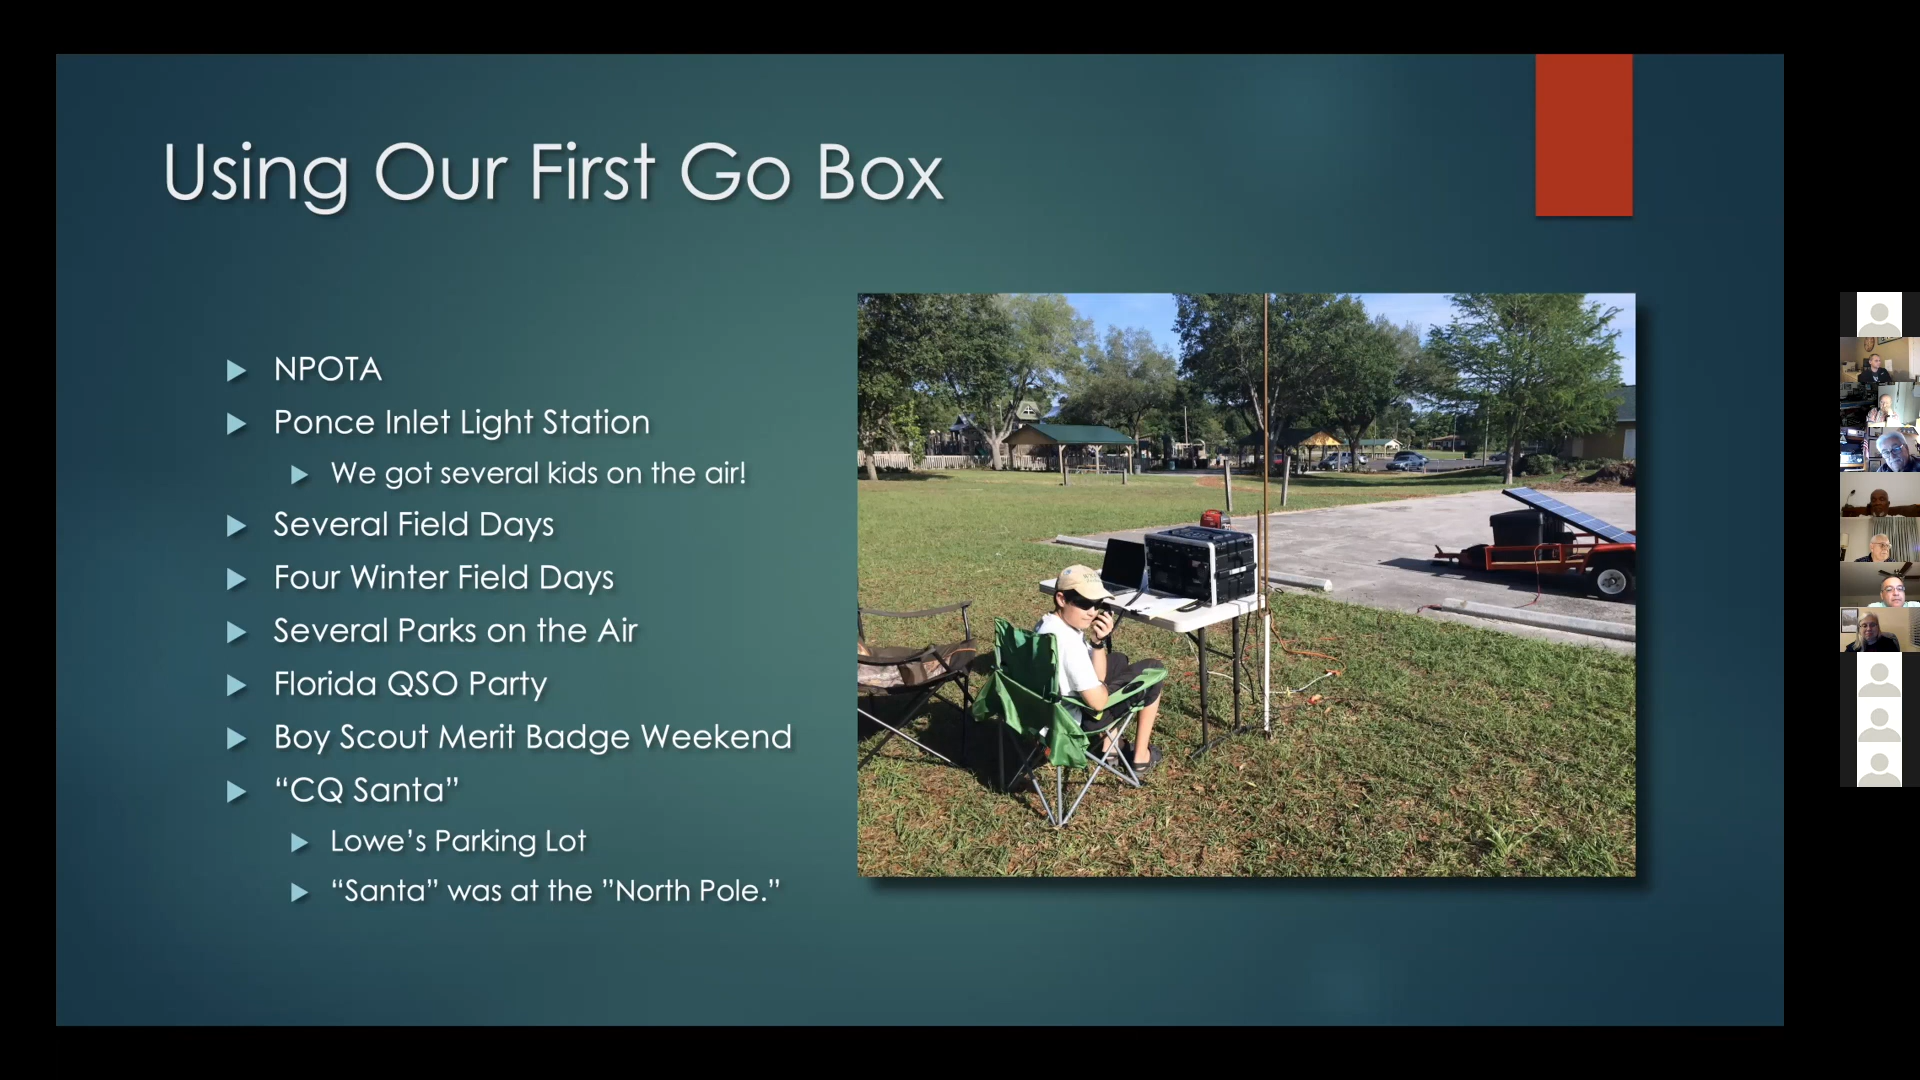 Using Our First Go Box
NPOTA
Ponce Inlet Light Station
We got several kids on the air!
Several Field Days
Four Winter Field Days
Several Parks on the Air
Florida QSO Party
Boy Scout Merit Badge Weekend
“CQ Santa”
Lowe’s Parking Lot
“Santa” was at the ”North Pole.”